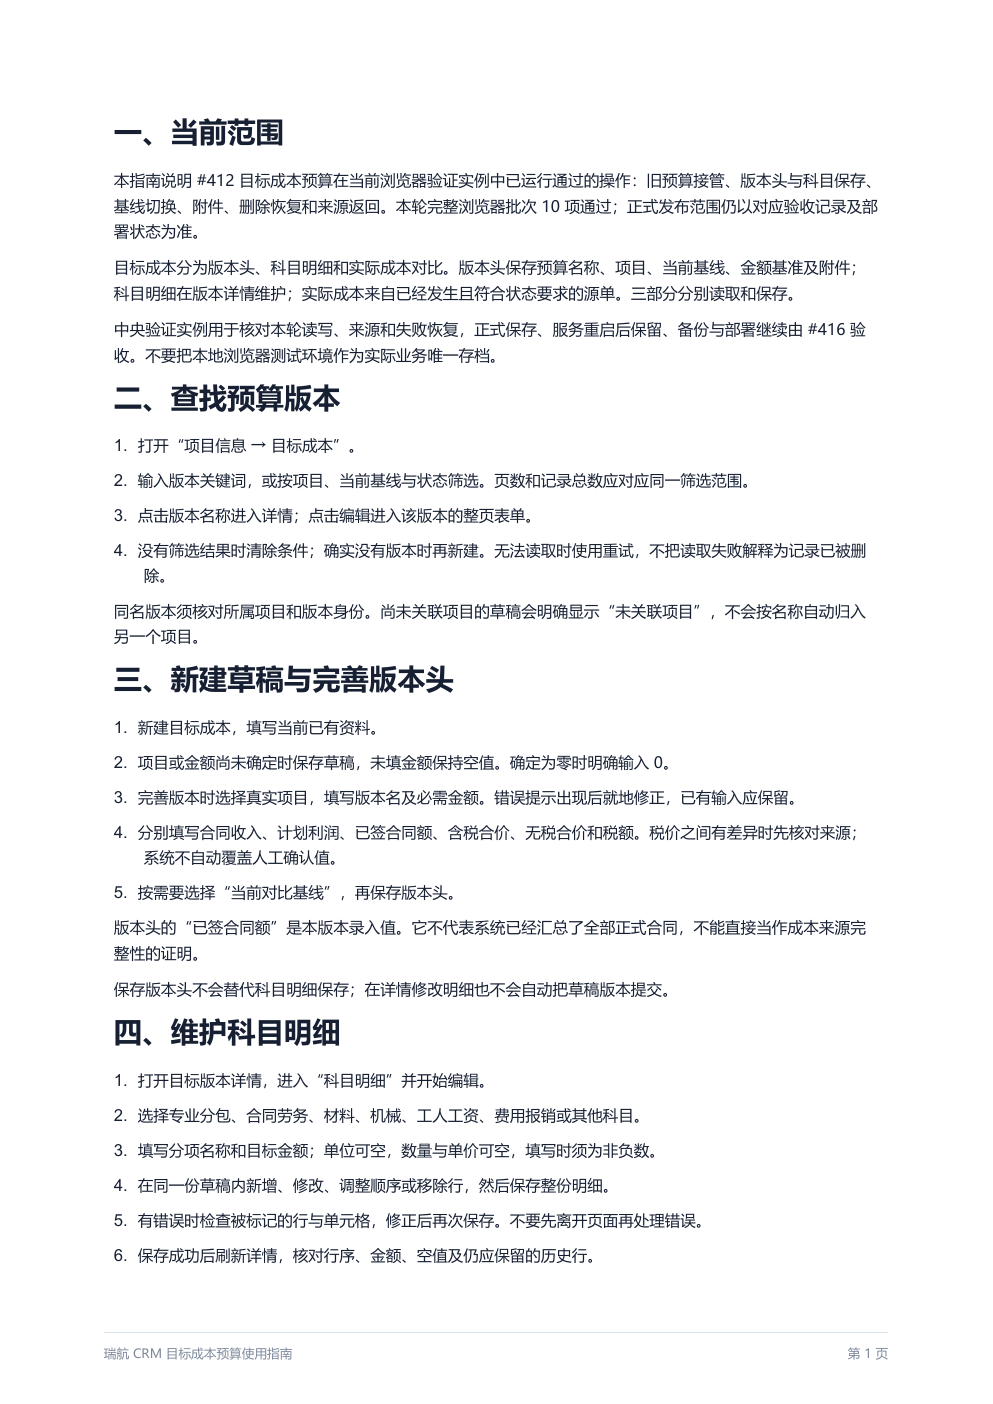 一、当前范围
本指南说明 #412 目标成本预算在当前浏览器验证实例中已运行通过的操作：旧预算接管、版本头与科目保存、
基线切换、附件、删除恢复和来源返回。本轮完整浏览器批次 10 项通过；正式发布范围仍以对应验收记录及部
署状态为准。
目标成本分为版本头、科目明细和实际成本对比。版本头保存预算名称、项目、当前基线、金额基准及附件；
科目明细在版本详情维护；实际成本来自已经发生且符合状态要求的源单。三部分分别读取和保存。
中央验证实例用于核对本轮读写、来源和失败恢复，正式保存、服务重启后保留、备份与部署继续由 #416 验
收。不要把本地浏览器测试环境作为实际业务唯一存档。
二、查找预算版本
1. 打开“项目信息 → 目标成本”。
2. 输入版本关键词，或按项目、当前基线与状态筛选。页数和记录总数应对应同一筛选范围。
3. 点击版本名称进入详情；点击编辑进入该版本的整页表单。
4. 没有筛选结果时清除条件；确实没有版本时再新建。无法读取时使用重试，不把读取失败解释为记录已被删
除。
同名版本须核对所属项目和版本身份。尚未关联项目的草稿会明确显示“未关联项目”，不会按名称自动归入
另一个项目。
三、新建草稿与完善版本头
1. 新建目标成本，填写当前已有资料。
2. 项目或金额尚未确定时保存草稿，未填金额保持空值。确定为零时明确输入 0。
3. 完善版本时选择真实项目，填写版本名及必需金额。错误提示出现后就地修正，已有输入应保留。
4. 分别填写合同收入、计划利润、已签合同额、含税合价、无税合价和税额。税价之间有差异时先核对来源；
系统不自动覆盖人工确认值。
5. 按需要选择“当前对比基线”，再保存版本头。
版本头的“已签合同额”是本版本录入值。它不代表系统已经汇总了全部正式合同，不能直接当作成本来源完
整性的证明。
保存版本头不会替代科目明细保存；在详情修改明细也不会自动把草稿版本提交。
四、维护科目明细
1. 打开目标版本详情，进入“科目明细”并开始编辑。
2. 选择专业分包、合同劳务、材料、机械、工人工资、费用报销或其他科目。
3. 填写分项名称和目标金额；单位可空，数量与单价可空，填写时须为非负数。
4. 在同一份草稿内新增、修改、调整顺序或移除行，然后保存整份明细。
5. 有错误时检查被标记的行与单元格，修正后再次保存。不要先离开页面再处理错误。
6. 保存成功后刷新详情，核对行序、金额、空值及仍应保留的历史行。
瑞航 CRM 目标成本预算使用指南
第 1 页